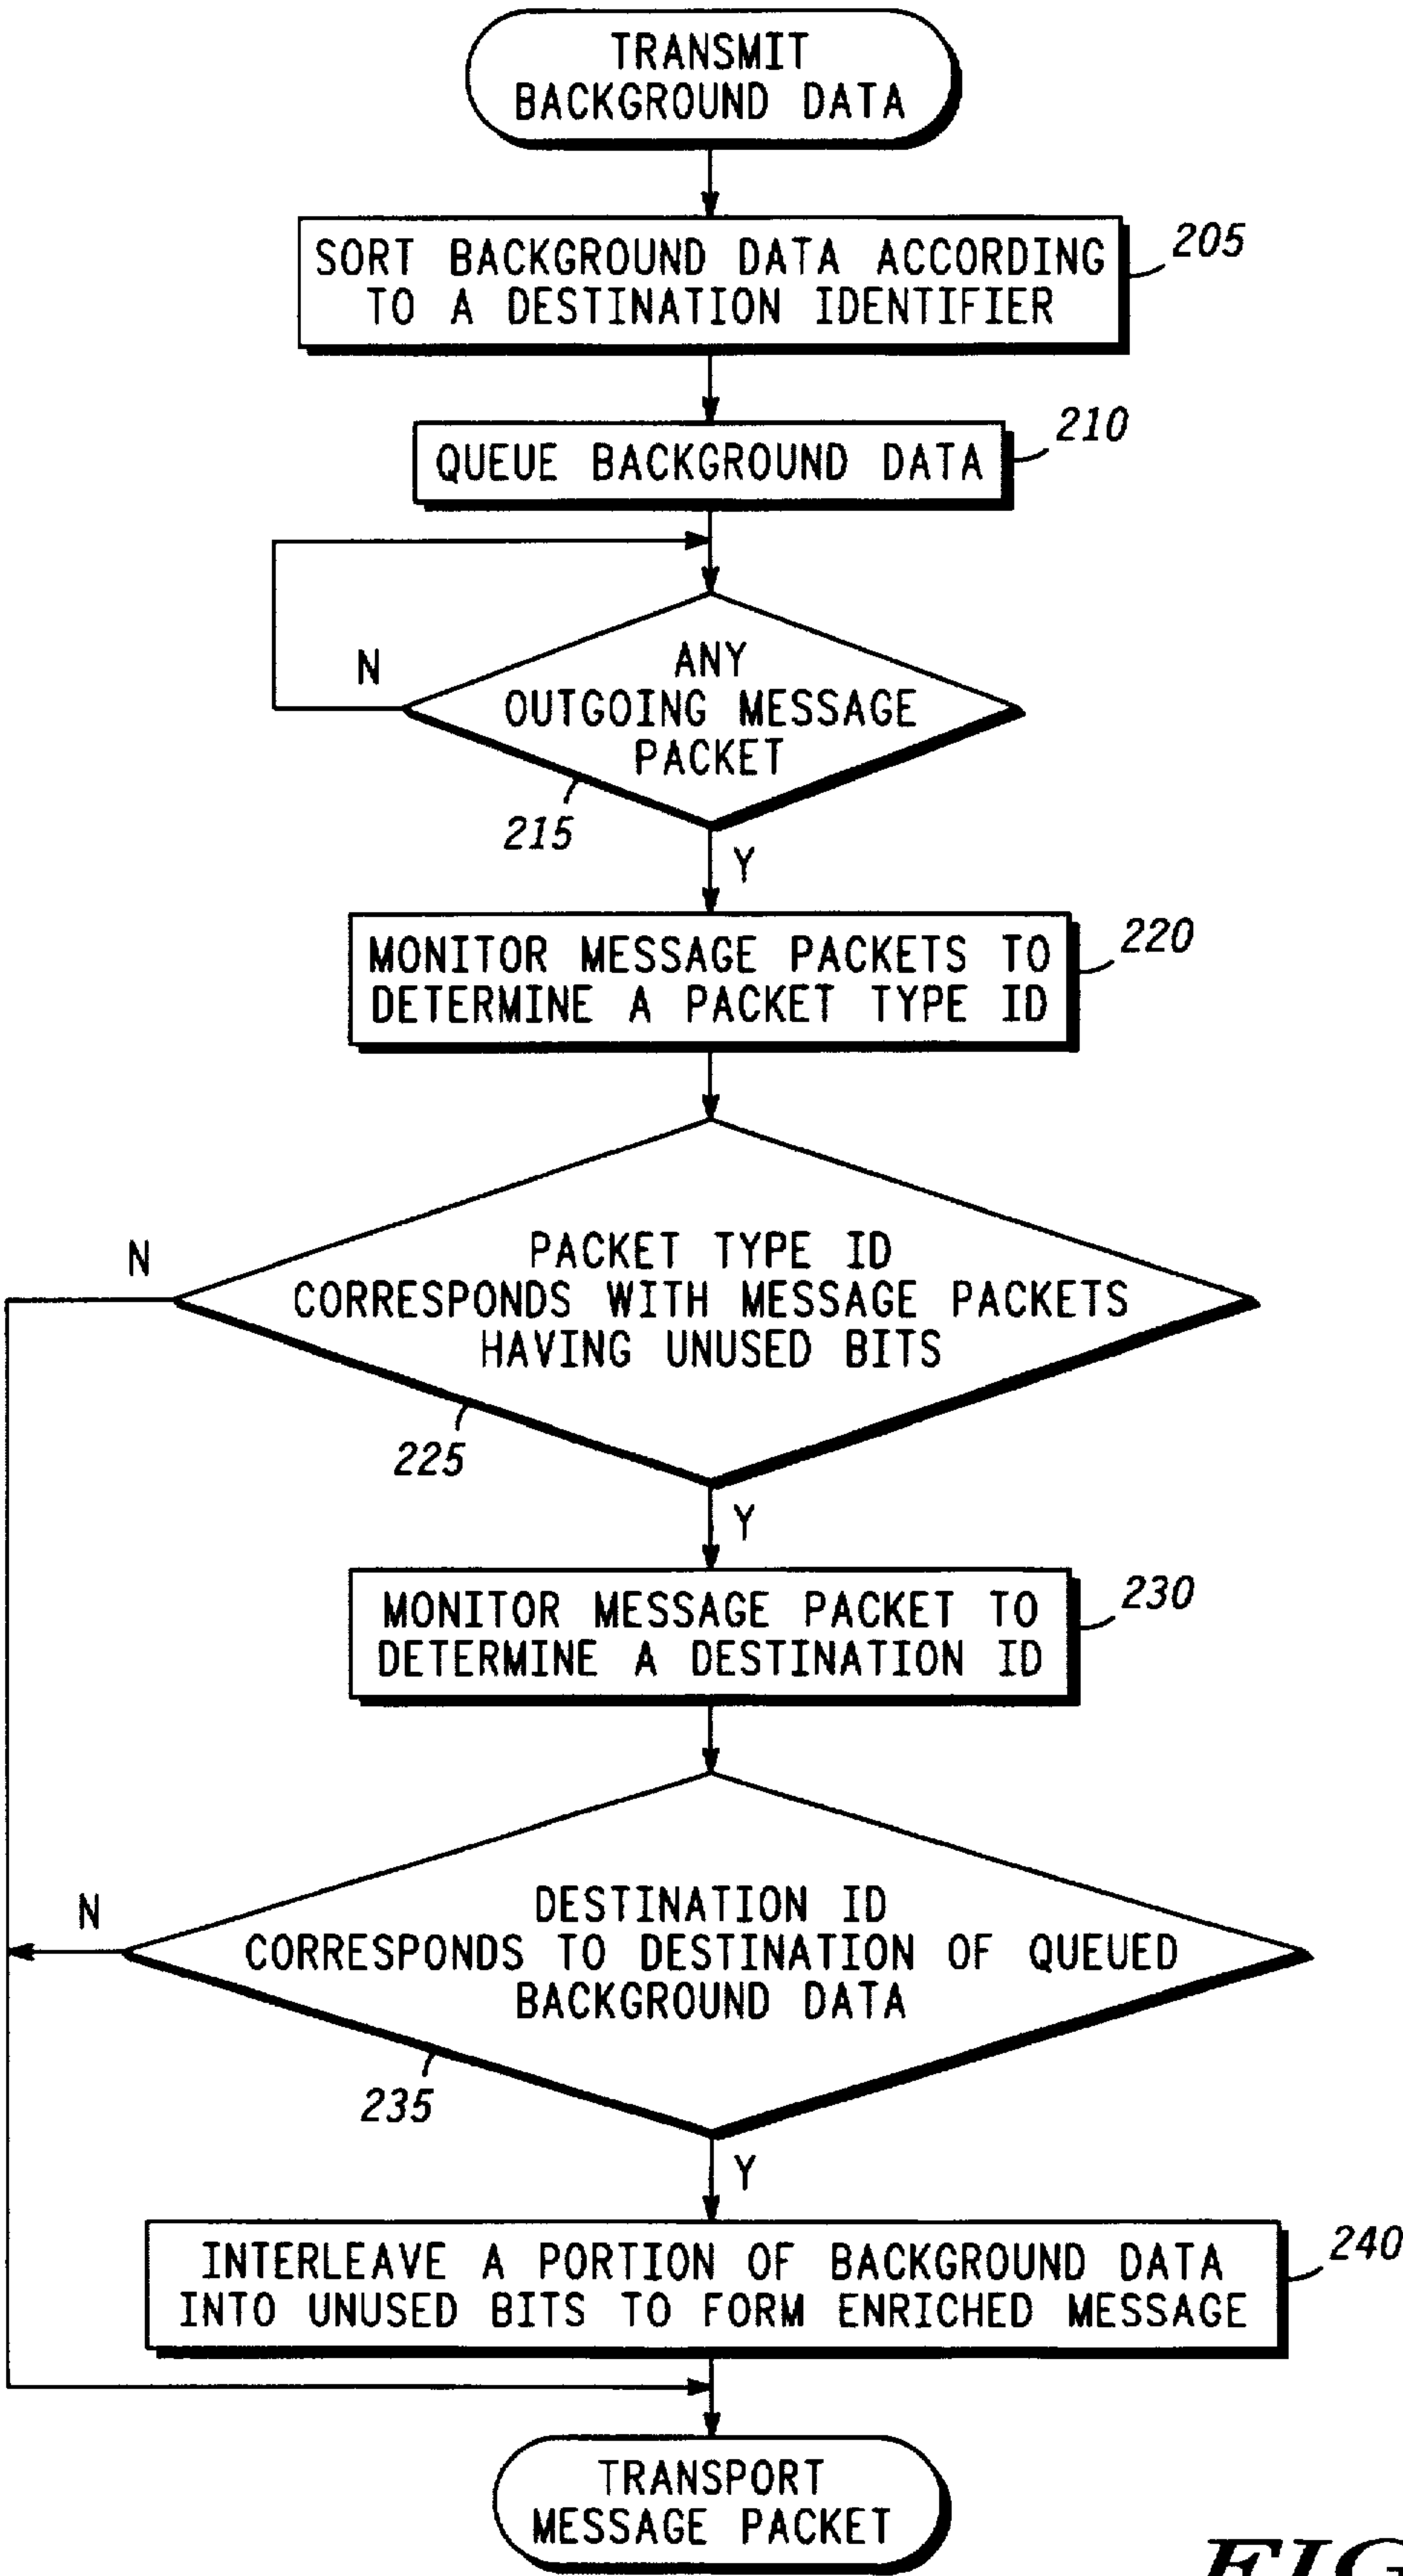 TRANSMIT
BACKGROUND DATA
SORT BACKGROUND DATA ACCORDING
TO A DESTINATION IDENTIFIER
205
QUEUE BACKGROUND DATA
210
N
ANY
OUTGOING MESSAGE
PACKET
215
Y
MONITOR MESSAGE PACKETS TO
DETERMINE A PACKET TYPE ID
220
N
PACKET TYPE ID
CORRESPONDS WITH MESSAGE PACKETS
HAVING UNUSED BITS
225
Y
MONITOR MESSAGE PACKET TO
DETERMINE A DESTINATION ID
230
N
DESTINATION ID
CORRESPONDS TO DESTINATION OF QUEUED
BACKGROUND DATA
235
Y
INTERLEAVE A PORTION OF BACKGROUND DATA
INTO UNUSED BITS TO FORM ENRICHED MESSAGE
240
TRANSPORT
MESSAGE PACKET
FIG